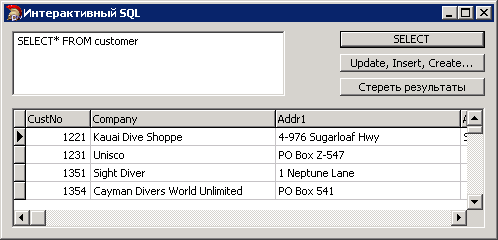 Интерактивный SQL
SELECT* FROM customer
SELECT
Update, Insert, Create...
Стереть результаты
CustNo Company Addr1
1221 Kauai Dive Shoppe 4-976 Sugarloaf Hwy
1231 Unisco PO Box Z-547
1351 Sight Diver 1 Neptune Lane
1354 Cayman Divers World Unlimited PO Box 541